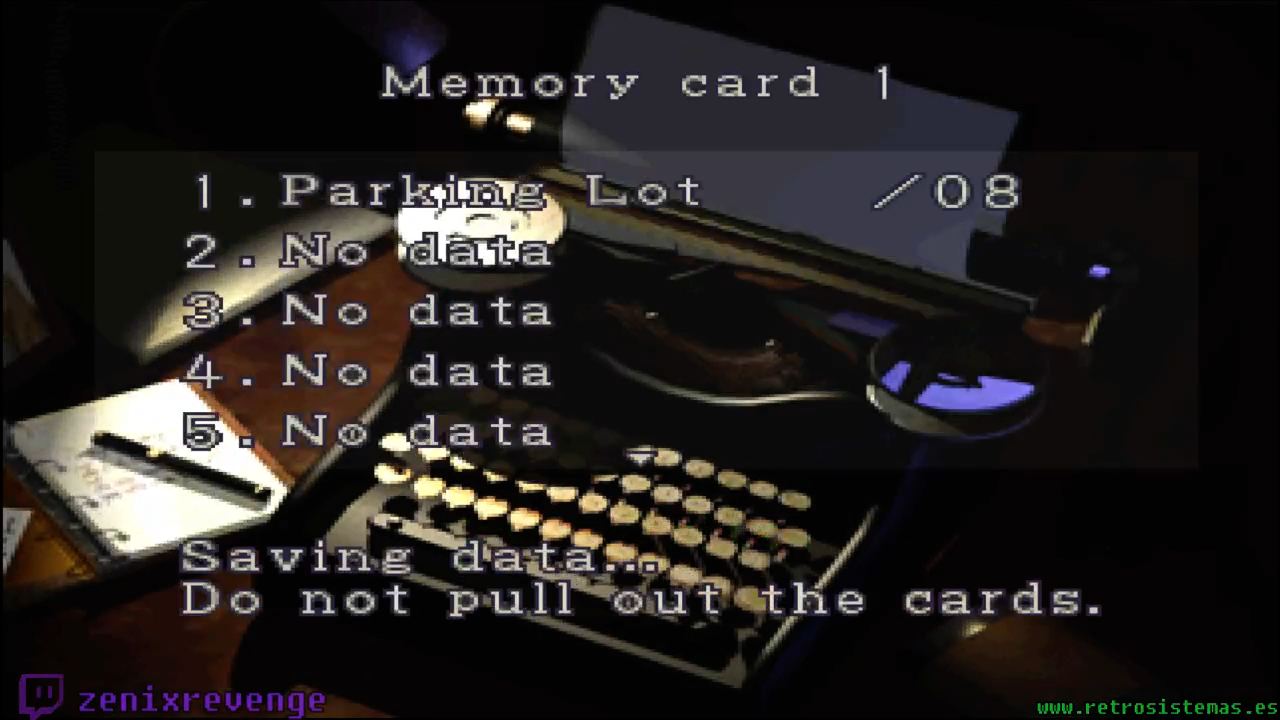 Memory card 1
1. Parking Lot /08
2. No data
3. No data
4. No data
5. No data
Saving data...
Do not pull out the cards.
zenixrevenge
www.retrosistemas.es